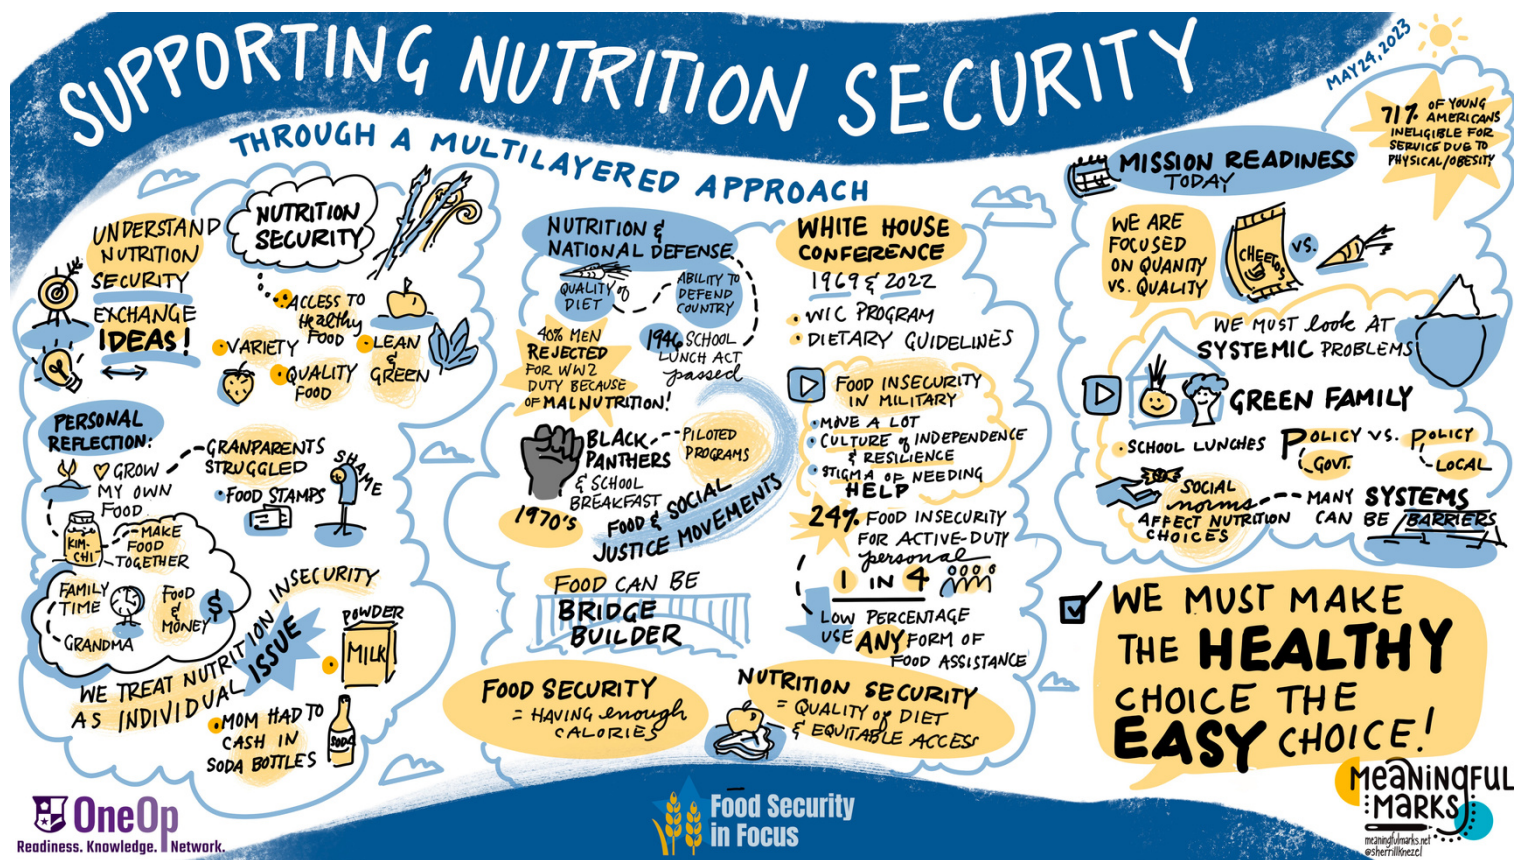 SUPPORTING NUTRITION SECURITY
THROUGH A MULTILAYERED APPROACH
MAY 24, 2023
UNDERSTAND
NUTRITION
SECURITY
EXCHANGE
IDEAS!
NUTRITION
SECURITY
ACCESS TO
Healthy
FOOD
VARIETY
LEAN
&
GREEN
QUALITY
FOOD
PERSONAL
REFLECTION:
GROW
MY OWN
FOOD
GRANPARENTS
STRUGGLED
FOOD STAMPS
SHAME
KIM-
CHI
MAKE
FOOD
TOGETHER
FAMILY
TIME
GRANDMA
FOOD
&
MONEY
$
WE TREAT NUTRITION INSECURITY
AS INDIVIDUAL ISSUE
POWDER
MILK
MOM HAD TO
CASH IN
SODA BOTTLES
SODA
NUTRITION &
NATIONAL DEFENSE
QUALITY of
DIET
ABILITY TO
DEFEND
COUNTRY
40% MEN
REJECTED
FOR WW2
DUTY BECAUSE
OF MALNUTRITION!
1946 SCHOOL
LUNCH ACT
passed
BLACK
PANTHERS
& SCHOOL
BREAKFAST
1970'S
PILOTED
PROGRAMS
FOOD & SOCIAL
JUSTICE MOVEMENTS
FOOD CAN BE
BRIDGE
BUILDER
WHITE HOUSE
CONFERENCE
1969 & 2022
WIC PROGRAM
DIETARY GUIDELINES
FOOD INSECURITY
IN MILITARY
MOVE A LOT
CULTURE of INDEPENDENCE
& RESILIENCE
STIGMA OF NEEDING
HELP
24% FOOD INSECURITY
FOR ACTIVE-DUTY
personal
1 IN 4
LOW PERCENTAGE
USE ANY FORM OF
FOOD ASSISTANCE
FOOD SECURITY
= HAVING enough
CALORIES
NUTRITION SECURITY
= QUALITY of DIET
& EQUITABLE ACCESS
MISSION READINESS
TODAY
71% OF YOUNG
AMERICANS
INELIGIBLE FOR
SERVICE DUE TO
PHYSICAL/OBESITY
WE ARE
FOCUSED
ON QUANITY
VS. QUALITY
CHEETOS
VS.
WE MUST look AT
SYSTEMIC PROBLEMS
GREEN FAMILY
SCHOOL LUNCHES
POLICY VS. POLICY
GOVT.
LOCAL
SOCIAL
norms
AFFECT NUTRITION
CHOICES
MANY SYSTEMS
CAN BE BARRIERS
WE MUST MAKE
THE HEALTHY
CHOICE THE
EASY CHOICE!
OneOp
Readiness. Knowledge. Network.
Food Security
in Focus
MEANiNGFUL
MARKS
meaningfulmarks.net
@sherrillknezel